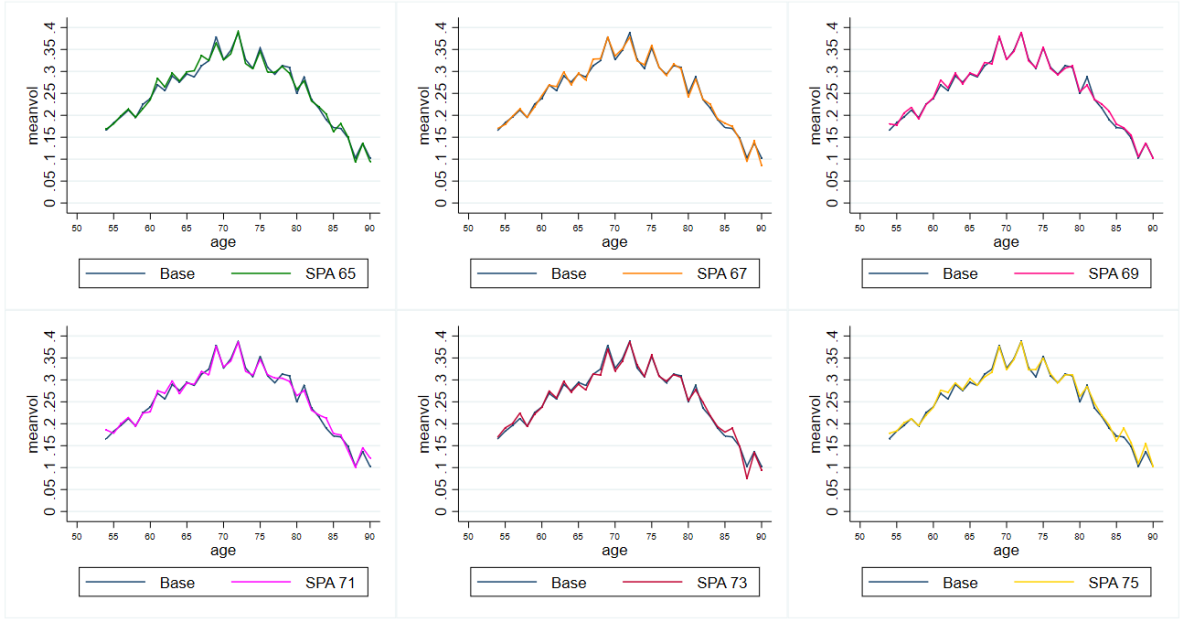 meanvol
0 .05 .1 .15 .2 .25 .3 .35 .4
50 55 60 65 70 75 80 85 90
age
Base SPA 65
meanvol
0 .05 .1 .15 .2 .25 .3 .35 .4
50 55 60 65 70 75 80 85 90
age
Base SPA 67
meanvol
0 .05 .1 .15 .2 .25 .3 .35 .4
50 55 60 65 70 75 80 85 90
age
Base SPA 69
meanvol
0 .05 .1 .15 .2 .25 .3 .35 .4
50 55 60 65 70 75 80 85 90
age
Base SPA 71
meanvol
0 .05 .1 .15 .2 .25 .3 .35 .4
50 55 60 65 70 75 80 85 90
age
Base SPA 73
meanvol
0 .05 .1 .15 .2 .25 .3 .35 .4
50 55 60 65 70 75 80 85 90
age
Base SPA 75